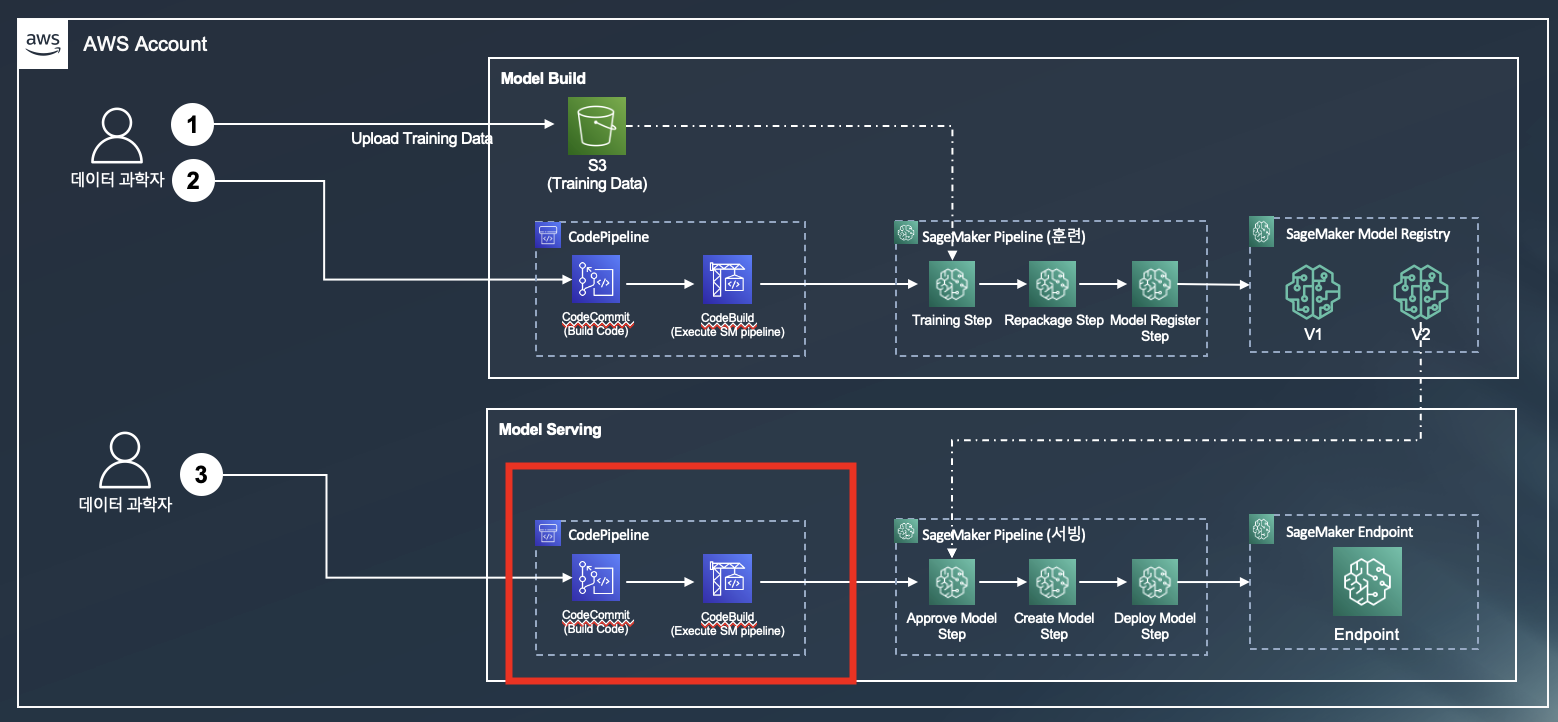 aws
AWS Account
Model Build
1
Upload Training Data
S3
(Training Data)
데이터 과학자
2
CodePipeline
CodeCommit
(Build Code)
CodeBuild
(Execute SM pipeline)
SageMaker Pipeline (훈련)
Training Step
Repackage Step
Model Register
Step
SageMaker Model Registry
V1
V2
Model Serving
3
데이터 과학자
CodePipeline
CodeCommit
(Build Code)
CodeBuild
(Execute SM pipeline)
SageMaker Pipeline (서빙)
Approve Model
Step
Create Model
Step
Deploy Model
Step
SageMaker Endpoint
Endpoint